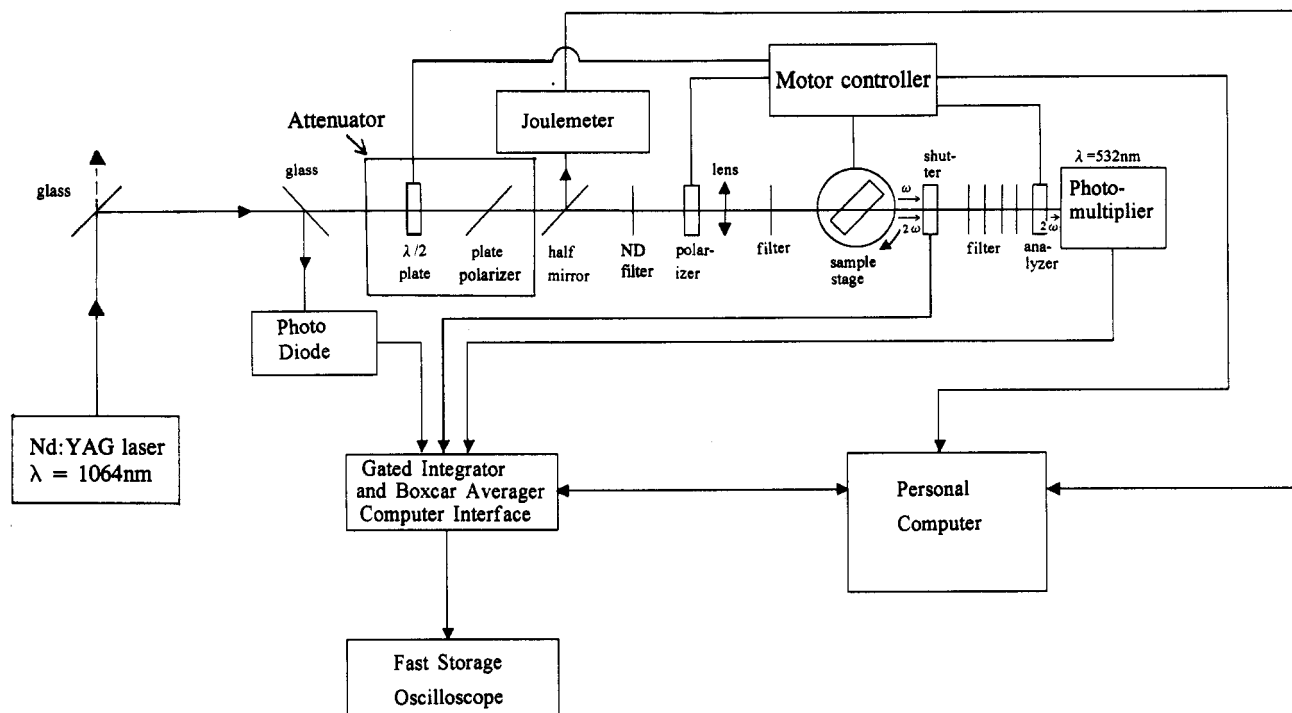 Motor controller
Attenuator
Joulemeter
shut-
ter
λ =532nm
glass
glass
lens
ω
Photo-
multiplier
2 ω
2 ω
λ /2
plate
plate
polarizer
half
mirror
ND
filter
polar-
izer
filter
sample
stage
filter
ana-
lyzer
Photo
Diode
Nd:YAG laser
λ = 1064nm
Gated Integrator
and Boxcar Averager
Computer Interface
Personal
Computer
Fast Storage
Oscilloscope